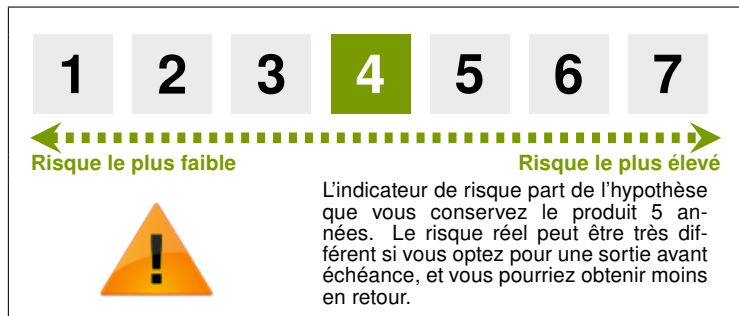 1 2 3 4 5 6 7
Risque le plus faible Risque le plus élevé
L'indicateur de risque part de l'hypothèse
que vous conservez le produit 5 an-
nées. Le risque réel peut être très dif-
férent si vous optez pour une sortie avant
échéance, et vous pourriez obtenir moins
en retour.